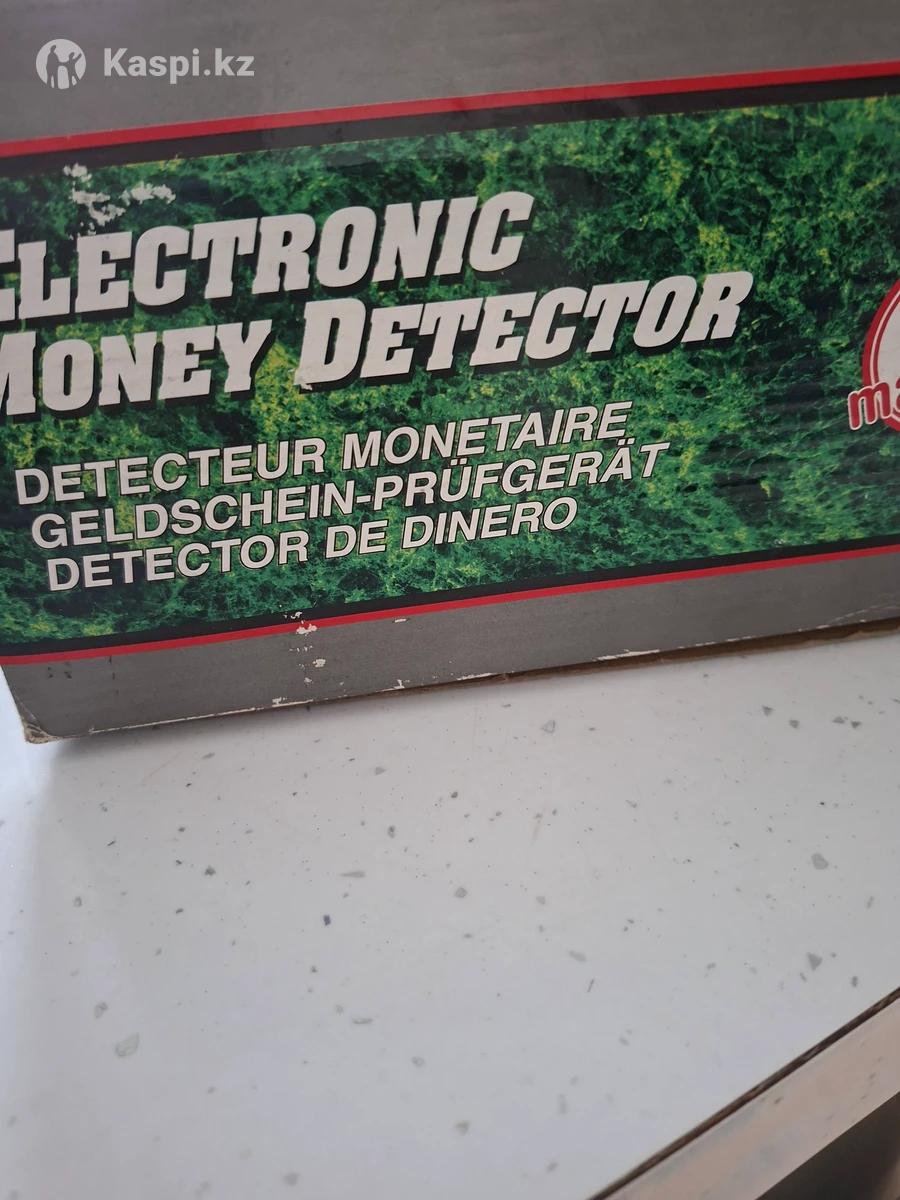 Kaspi.kz
ELECTRONIC
MONEY DETECTOR
DETECTEUR MONETAIRE
GELDSCHEIN-PRÜFGERÄT
DETECTOR DE DINERO